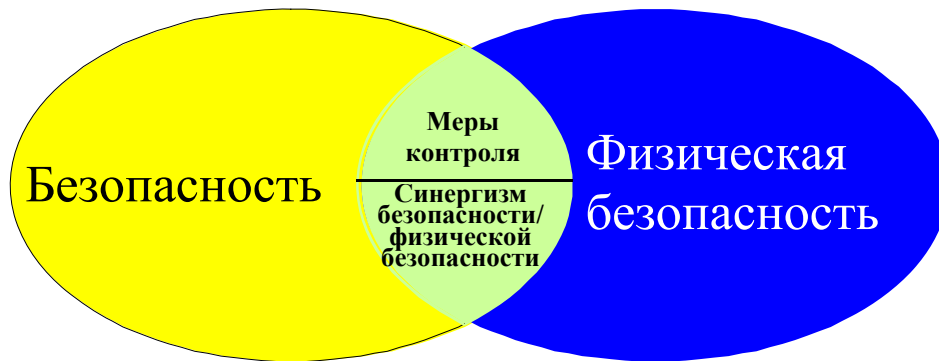 Безопасность
Меры
контроля
Синергизм
безопасности/
физической
безопасности
Физическая
безопасность